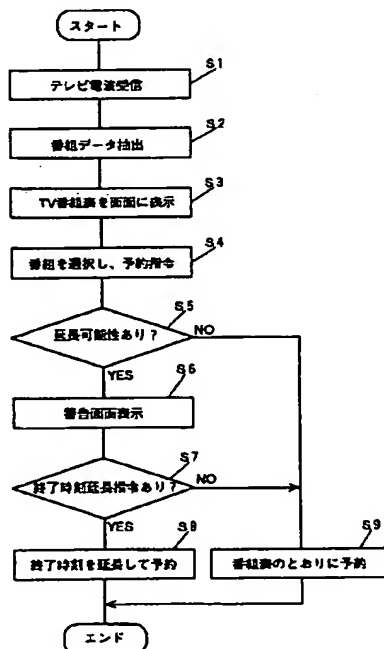 スタート
S1
テレビ電波受信
S2
番組データ抽出
S3
TV番組表を画面に表示
S4
番組を選択し、予約指令
S5
延長可能性あり？
NO
YES
S6
警告画面表示
S7
終了時刻延長指令あり？
NO
YES
S8
終了時刻を延長して予約
S9
番組表のとおりに予約
エンド